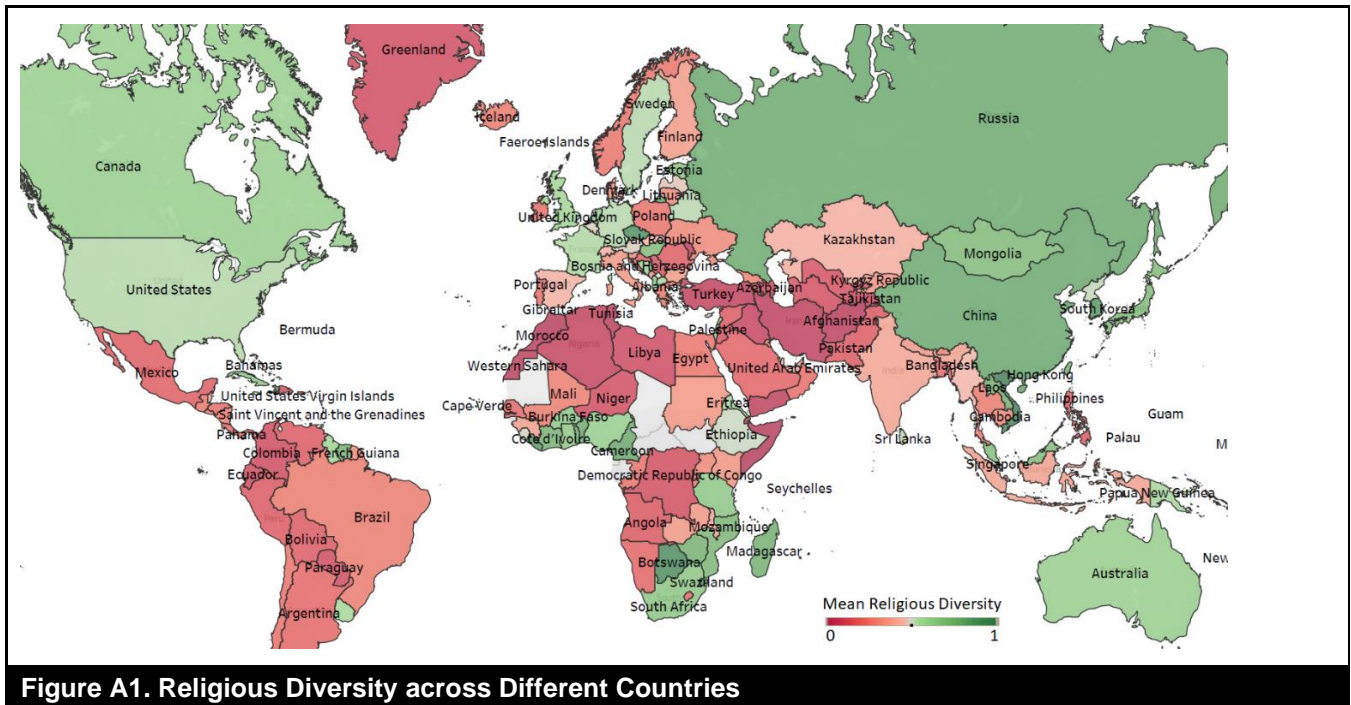 Greenland
Iceland
Sweden
Russia
Faeroe Islands
Finland
Canada
Estonia
Denmark
Lithuania
United Kingdom
Poland
Slovak Republic
Kazakhstan
Mongolia
Bosnia and Herzegovina
United States
Portugal
Albania
Azerbaijan
Kyrgyz Republic
Turkey
Tajikistan
Gibraltar
Tunisia
South Korea
China
Bermuda
Morocco
Palestine
Afghanistan
Algeria
Iran
Libya
Egypt
Pakistan
Bahamas
Mexico
Western Sahara
United Arab Emirates
Bangladesh
Hong Kong
India
Laos
United States Virgin Islands
Mali
Niger
Eritrea
Philippines
Cape Verde
Saint Vincent and the Grenadines
Burkina Faso
Cambodia
Guam
Panama
Cote d'Ivoire
Ethiopia
Sri Lanka
Palau
M
Colombia
French Guiana
Cameroon
Singapore
Ecuador
Democratic Republic of Congo
Seychelles
Papua New Guinea
Brazil
Peru
Angola
Mozambique
Bolivia
Madagascar
New
Paraguay
Botswana
Australia
Swaziland
Argentina
South Africa
Mean Religious Diversity
0 1
Figure A1. Religious Diversity across Different Countries